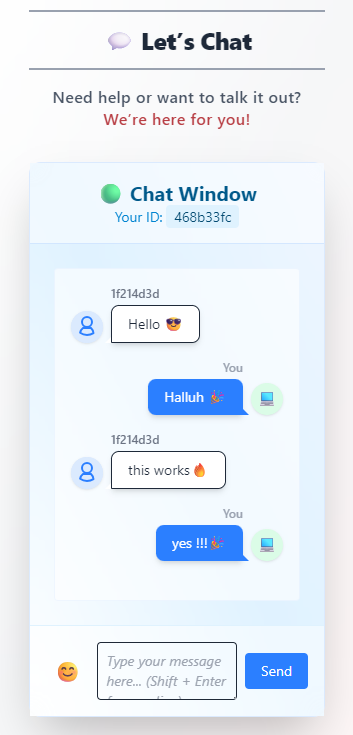 💬 Let's Chat
Need help or want to talk it out?
We're here for you!
🟢 Chat Window
Your ID: 468b33fc
1f214d3d
Hello 😎
You
Halluh 🎉
1f214d3d
this works🔥
You
yes !!!🎉
Type your message
here... (Shift + Enter
Send